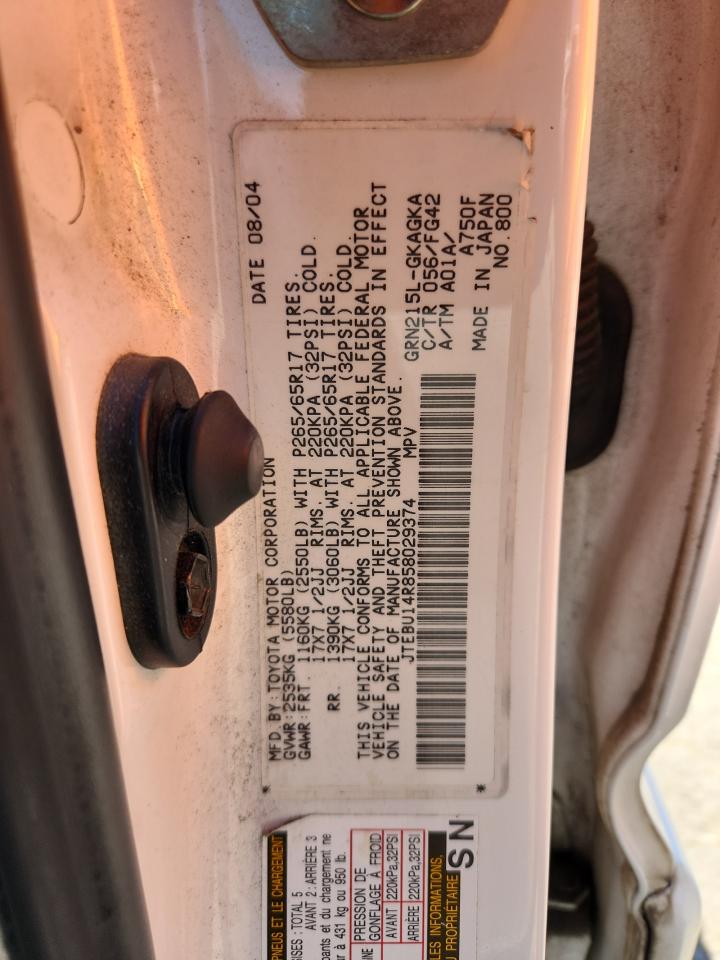 MFD. BY: TOYOTA MOTOR CORPORATION DATE 08/04
GVWR: 2535KG (5580LB)
GAWR: FRT. 1160KG (2550LB) WITH P265/65R17 TIRES.
17X7 1/2JJ RIMS. AT 220KPA (32PSI) COLD.
RR. 1390KG (3060LB) WITH P265/65R17 TIRES.
17X7 1/2JJ RIMS. AT 220KPA (32PSI) COLD.
THIS VEHICLE CONFORMS TO ALL APPLICABLE FEDERAL MOTOR
VEHICLE SAFETY AND THEFT PREVENTION STANDARDS IN EFFECT
ON THE DATE OF MANUFACTURE SHOWN ABOVE.
JTEBU14R858029374 MPV
GRN215L-GKAGKA
C/TR 056/FG42
A/TM A01A/
A750F
MADE IN JAPAN
NO.800
* *
PNEUS ET LE CHARGEMENT
TOTAL 5
AVANT 2: ARRIÈRE 3
et du chargement ne
à 431 kg ou 950 lb.
PRESSION DE
GONFLAGE À FROID
AVANT 220kPa,32PSI
ARRIÈRE 220kPa,32PSI
LES INFORMATIONS,
PROPRIÉTAIRE
SN